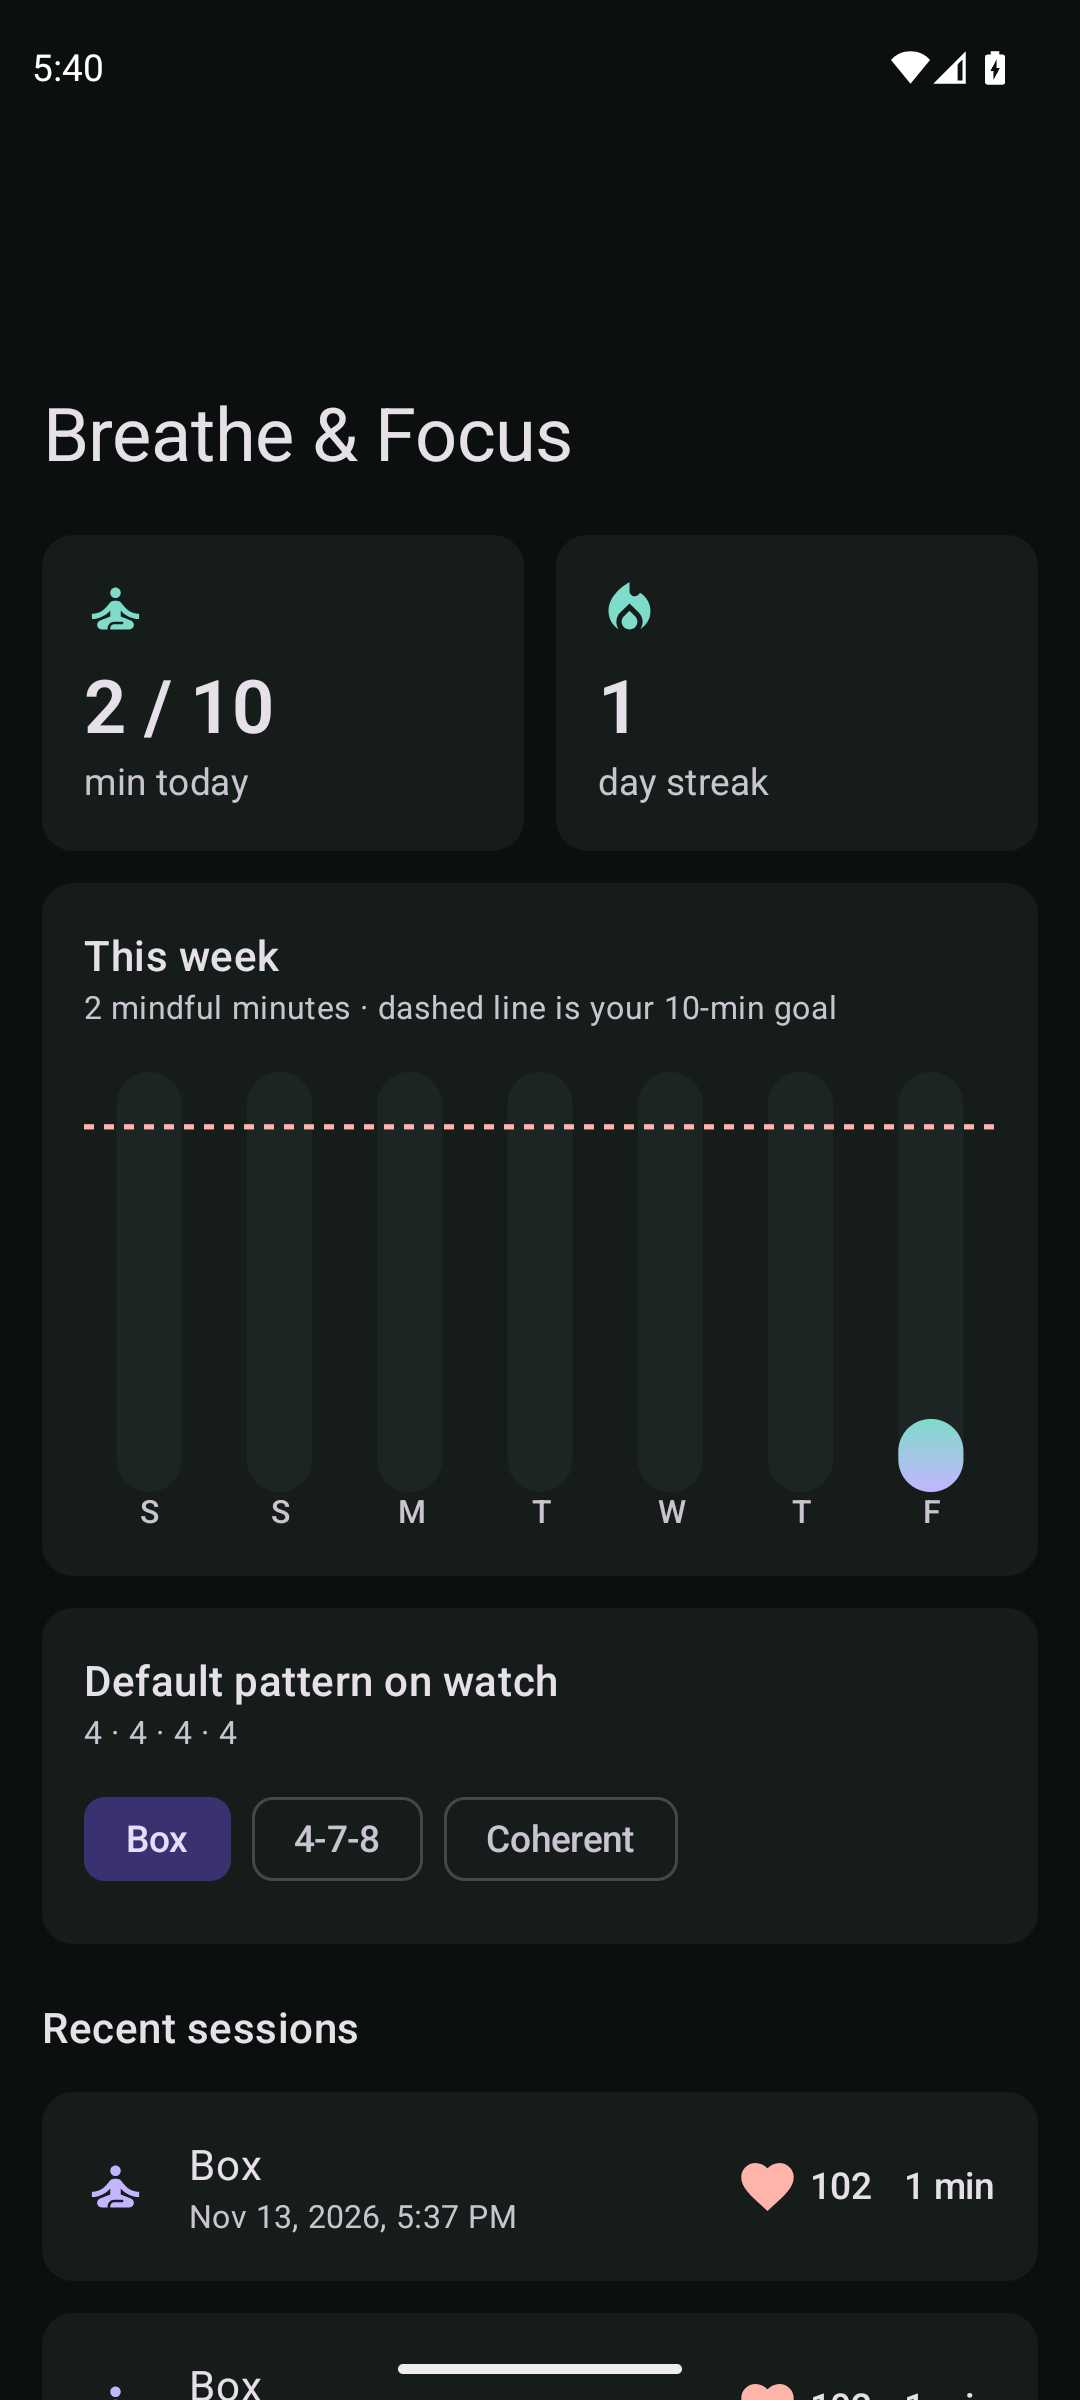 5:40
Breathe & Focus
2 / 10
min today
1
day streak
This week
2 mindful minutes · dashed line is your 10-min goal
S S M T W T F
Default pattern on watch
4 · 4 · 4 · 4
Box 4-7-8 Coherent
Recent sessions
Box
Nov 13, 2026, 5:37 PM
102 1 min
Box